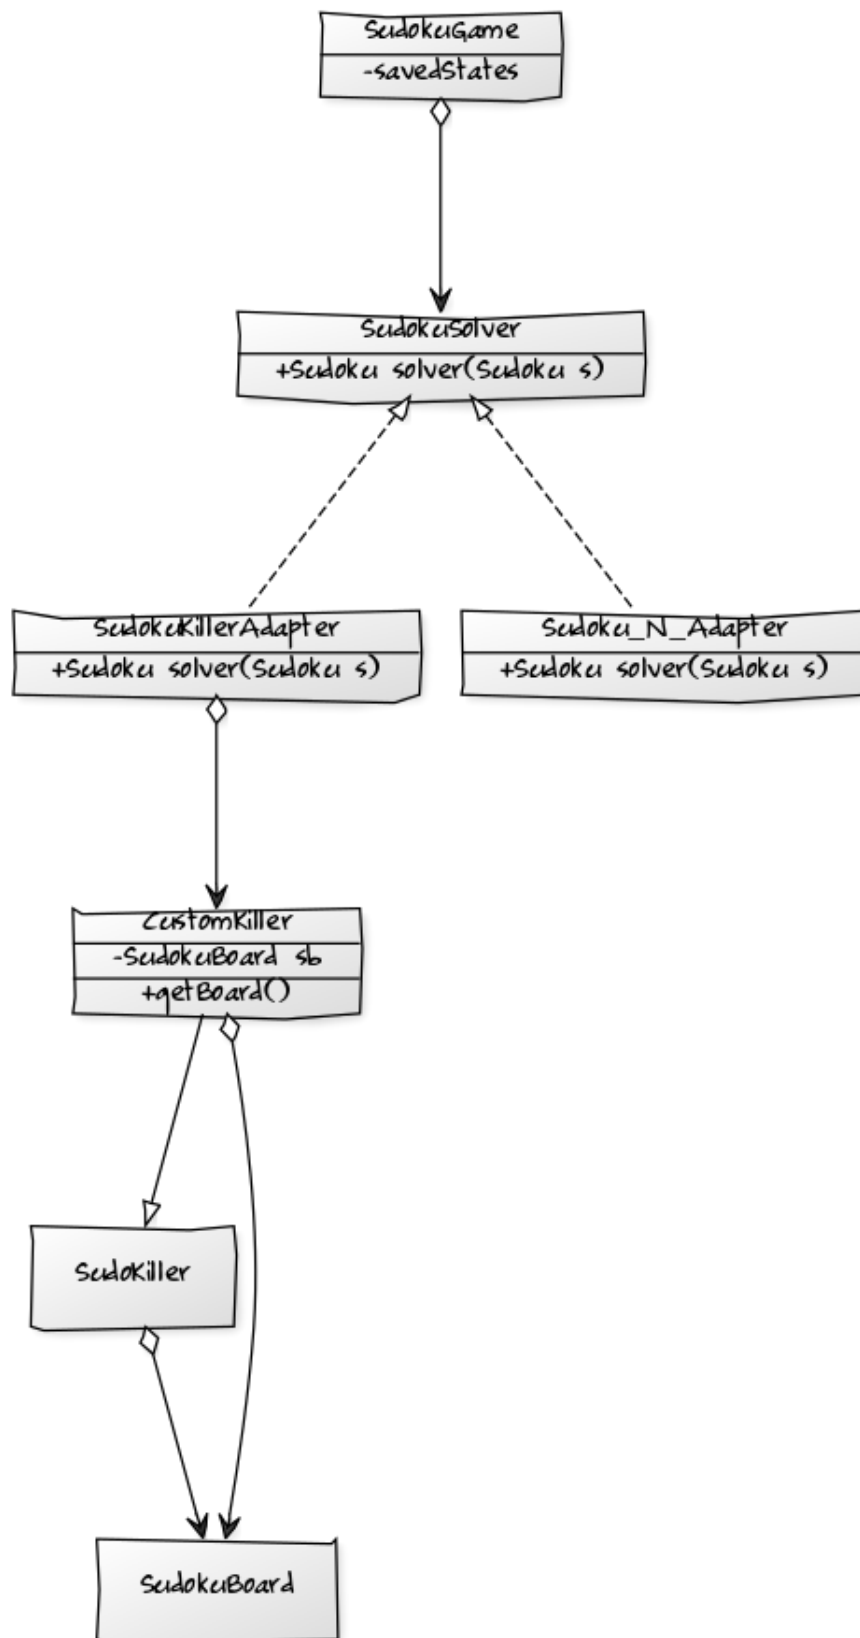 SudokuGame
-savedStates
SudokuSolver
+Sudoku solver(Sudoku s)
SudokuKillerAdapter
+Sudoku solver(Sudoku s)
Sudoku_N_Adapter
+Sudoku solver(Sudoku s)
CustomKiller
-SudokuBoard sb
+getBoard()
SudoKiller
SudokuBoard